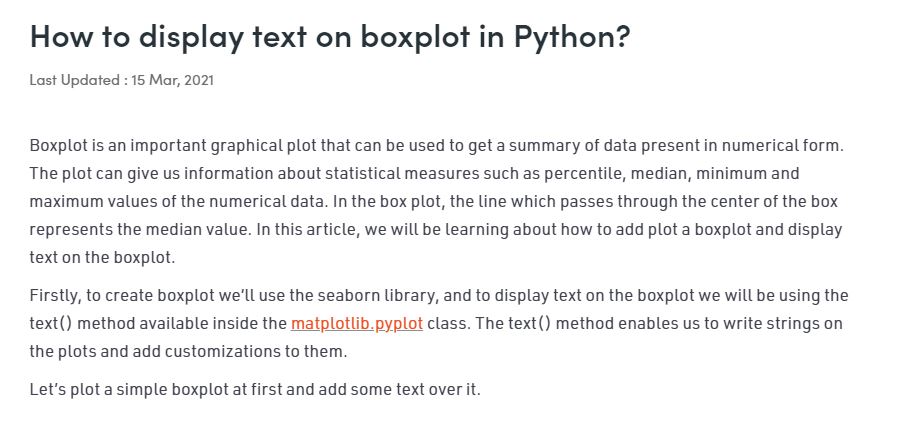 How to display text on boxplot in Python?
Last Updated : 15 Mar, 2021
Boxplot is an important graphical plot that can be used to get a summary of data present in numerical form.
The plot can give us information about statistical measures such as percentile, median, minimum and
maximum values of the numerical data. In the box plot, the line which passes through the center of the box
represents the median value. In this article, we will be learning about how to add plot a boxplot and display
text on the boxplot.
Firstly, to create boxplot we’ll use the seaborn library, and to display text on the boxplot we will be using the
text() method available inside the matplotlib.pyplot class. The text() method enables us to write strings on
the plots and add customizations to them.
Let’s plot a simple boxplot at first and add some text over it.